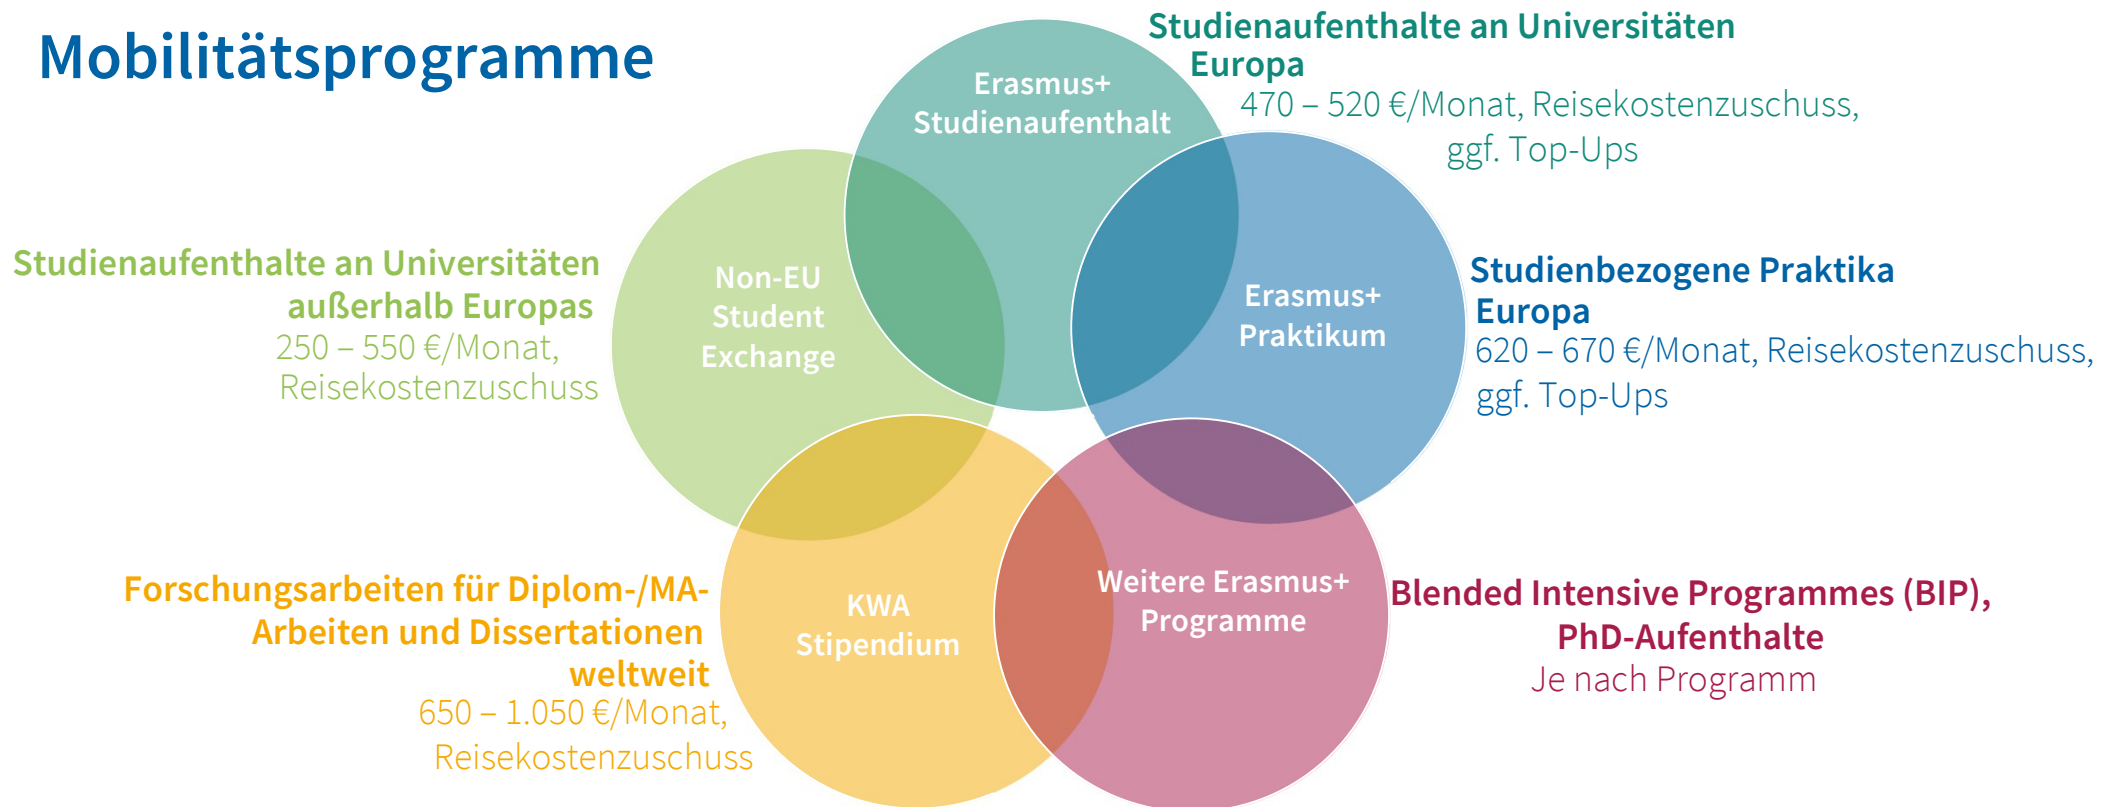 Mobilitätsprogramme
Erasmus+
Studienaufenthalt
Studienaufenthalte an Universitäten
Europa
470 – 520 €/Monat, Reisekostenzuschuss,
ggf. Top-Ups
Erasmus+
Praktikum
Studienbezogene Praktika
Europa
620 – 670 €/Monat, Reisekostenzuschuss,
ggf. Top-Ups
Weitere Erasmus+
Programme
Blended Intensive Programmes (BIP),
PhD-Aufenthalte
Je nach Programm
KWA
Stipendium
Forschungsarbeiten für Diplom-/MA-
Arbeiten und Dissertationen
weltweit
650 – 1.050 €/Monat,
Reisekostenzuschuss
Non-EU
Student
Exchange
Studienaufenthalte an Universitäten
außerhalb Europas
250 – 550 €/Monat,
Reisekostenzuschuss